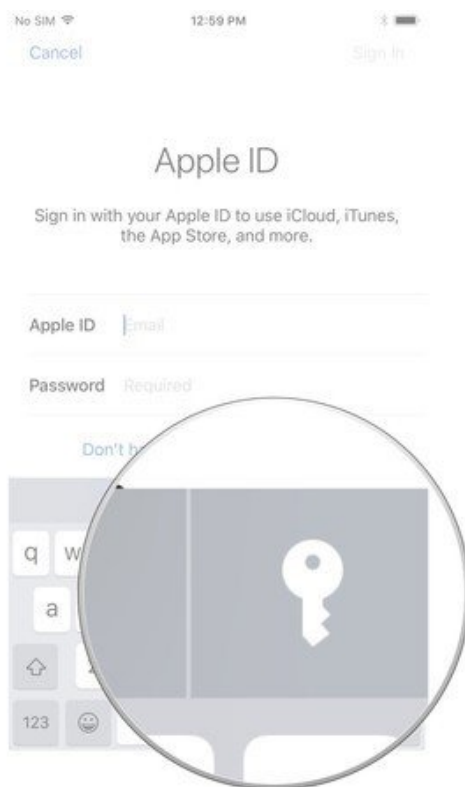 No SIM 12:59 PM
Cancel Sign In
Apple ID
Sign in with your Apple ID to use iCloud, iTunes,
the App Store, and more.
Apple ID Email
Password Required
Don't
q w
a
123